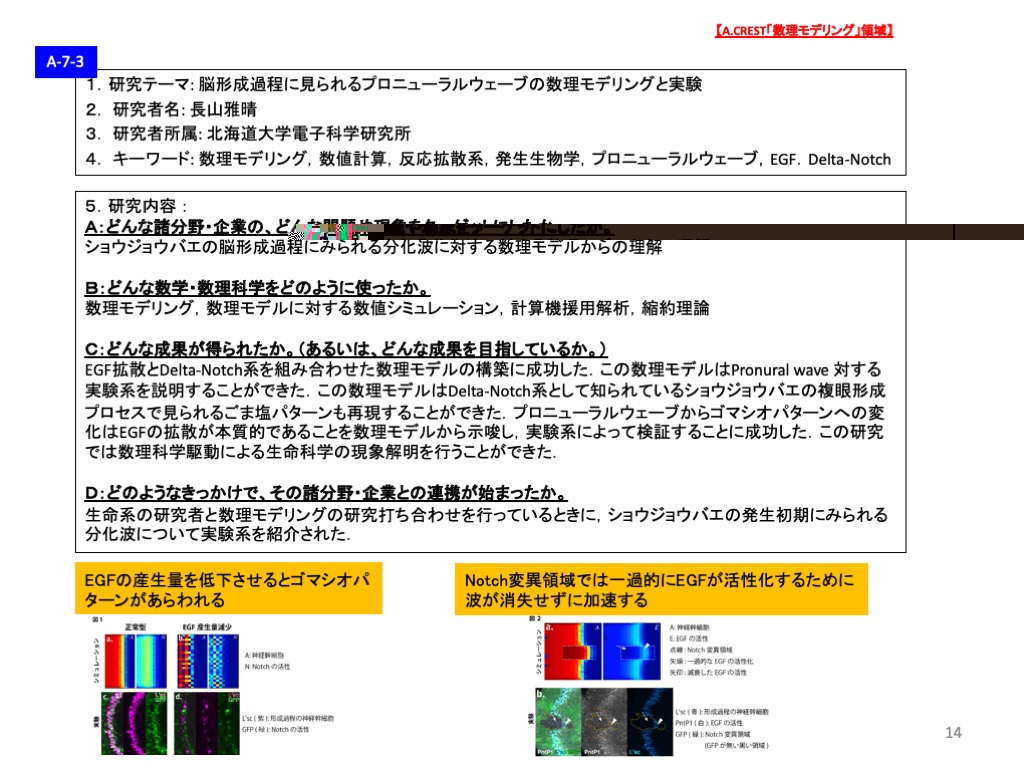 【A.CREST「数理モデリング」領域】
A-7-3
1. 研究テーマ: 脳形成過程に見られるプロニューラルウェーブの数理モデリングと実験
2. 研究者名: 長山雅晴
3. 研究者所属: 北海道大学電子科学研究所
4. キーワード: 数理モデリング, 数値計算, 反応拡散系, 発生生物学, プロニューラルウェーブ, EGF. Delta-Notch
5. 研究内容:
A:どんな諸分野・企業の、どんな
ショウジョウバエの脳形成過程にみられる分化波に対する数理モデルからの理解
B:どんな数学・数理科学をどのように使ったか。
数理モデリング, 数理モデルに対する数値シミュレーション, 計算機援用解析, 縮約理論
C:どんな成果が得られたか。(あるいは、どんな成果を目指しているか。)
EGF拡散とDelta-Notch系を組み合わせた数理モデルの構築に成功した. この数理モデルはPronural wave 対する
実験系を説明することができた. この数理モデルはDelta-Notch系として知られているショウジョウバエの複眼形成
プロセスで見られるごま塩パターンも再現することができた. プロニューラルウェーブからゴマシオパターンへの変
化はEGFの拡散が本質的であることを数理モデルから示唆し, 実験系によって検証することに成功した. この研究
では数理科学駆動による生命科学の現象解明を行うことができた.
D:どのようなきっかけで、その諸分野・企業との連携が始まったか。
生命系の研究者と数理モデリングの研究打ち合わせを行っているときに, ショウジョウバエの発生初期にみられる
分化波について実験系を紹介された.
EGFの産生量を低下させるとゴマシオパ
ターンがあらわれる
Notch変異領域では一過的にEGFが活性化するために
波が消失せずに加速する
図1
正常型 EGF 産生量減少
シミュレーション
a. A N
b. A N
A: 神経幹細胞
N: Notch の活性
実験
c. L'sc GFP
d. L'sc GFP
L'sc ( 紫 ): 形成過程の神経幹細胞
GFP ( 緑 ): Notch の活性
図2
シミュレーション
a. A E
A: 神経幹細胞
E: EGF の活性
点線 : Notch 変異領域
矢頭 : 一過的な EGF の活性化
矢印 : 減衰した EGF の活性
実験
b.
PntP1 PntP1 L'sc
L'sc ( 青 ): 形成過程の神経幹細胞
PntP1 ( 白 ): EGF の活性
GFP ( 緑 ): Notch 変異領域
(GFP が無い黒い領域 )
14